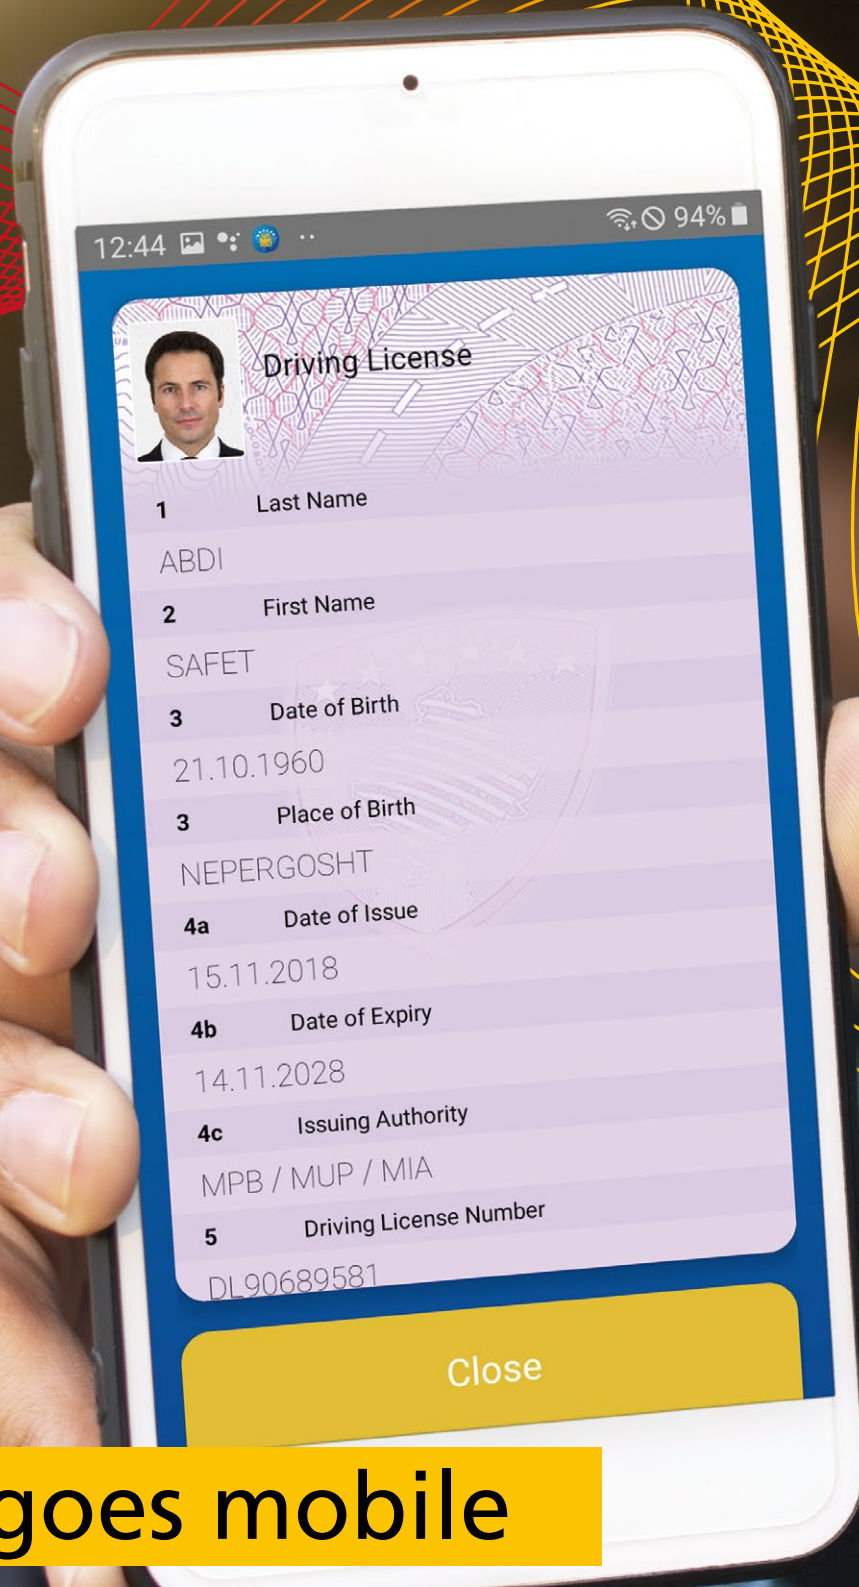 12:44
94%
Driving License
1 Last Name
ABDI
2 First Name
SAFET
3 Date of Birth
21.10.1960
3 Place of Birth
NEPERGOSHT
4a Date of Issue
15.11.2018
4b Date of Expiry
14.11.2028
4c Issuing Authority
MPB / MUP / MIA
5 Driving License Number
DL90689581
Close
goes mobile